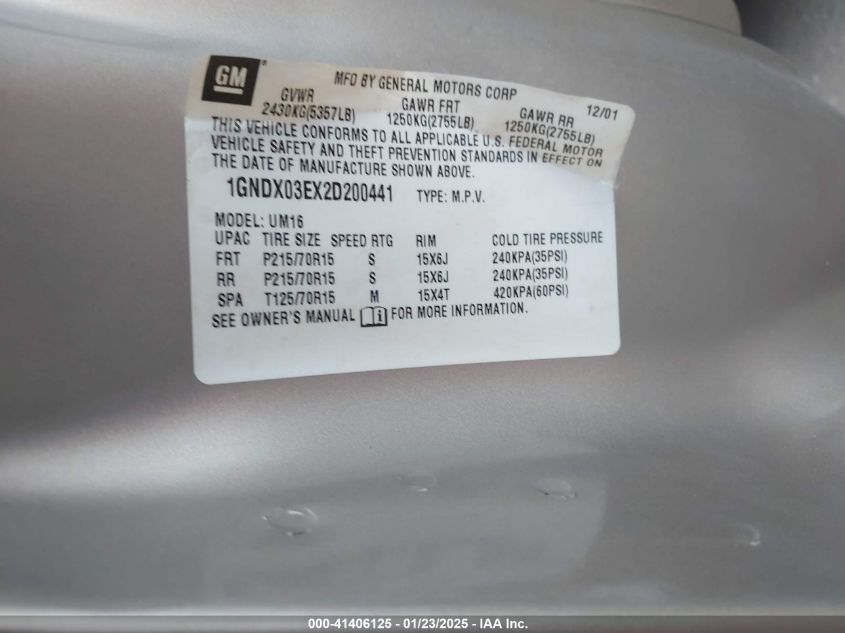 GM
MFD BY GENERAL MOTORS CORP 12/01
GVWR GAWR FRT GAWR RR
2430KG(5357LB) 1250KG(2755LB) 1250KG(2755LB)
THIS VEHICLE CONFORMS TO ALL APPLICABLE U.S. FEDERAL MOTOR
VEHICLE SAFETY AND THEFT PREVENTION STANDARDS IN EFFECT ON
THE DATE OF MANUFACTURE SHOWN ABOVE.
1GNDX03EX2D200441 TYPE: M.P.V.
MODEL: UM16
UPAC TIRE SIZE SPEED RTG RIM COLD TIRE PRESSURE
FRT P215/70R15 S 15X6J 240KPA(35PSI)
RR P215/70R15 S 15X6J 240KPA(35PSI)
SPA T125/70R15 M 15X4T 420KPA(60PSI)
SEE OWNER'S MANUAL i FOR MORE INFORMATION.
000-41406125 - 01/23/2025 - IAA Inc.